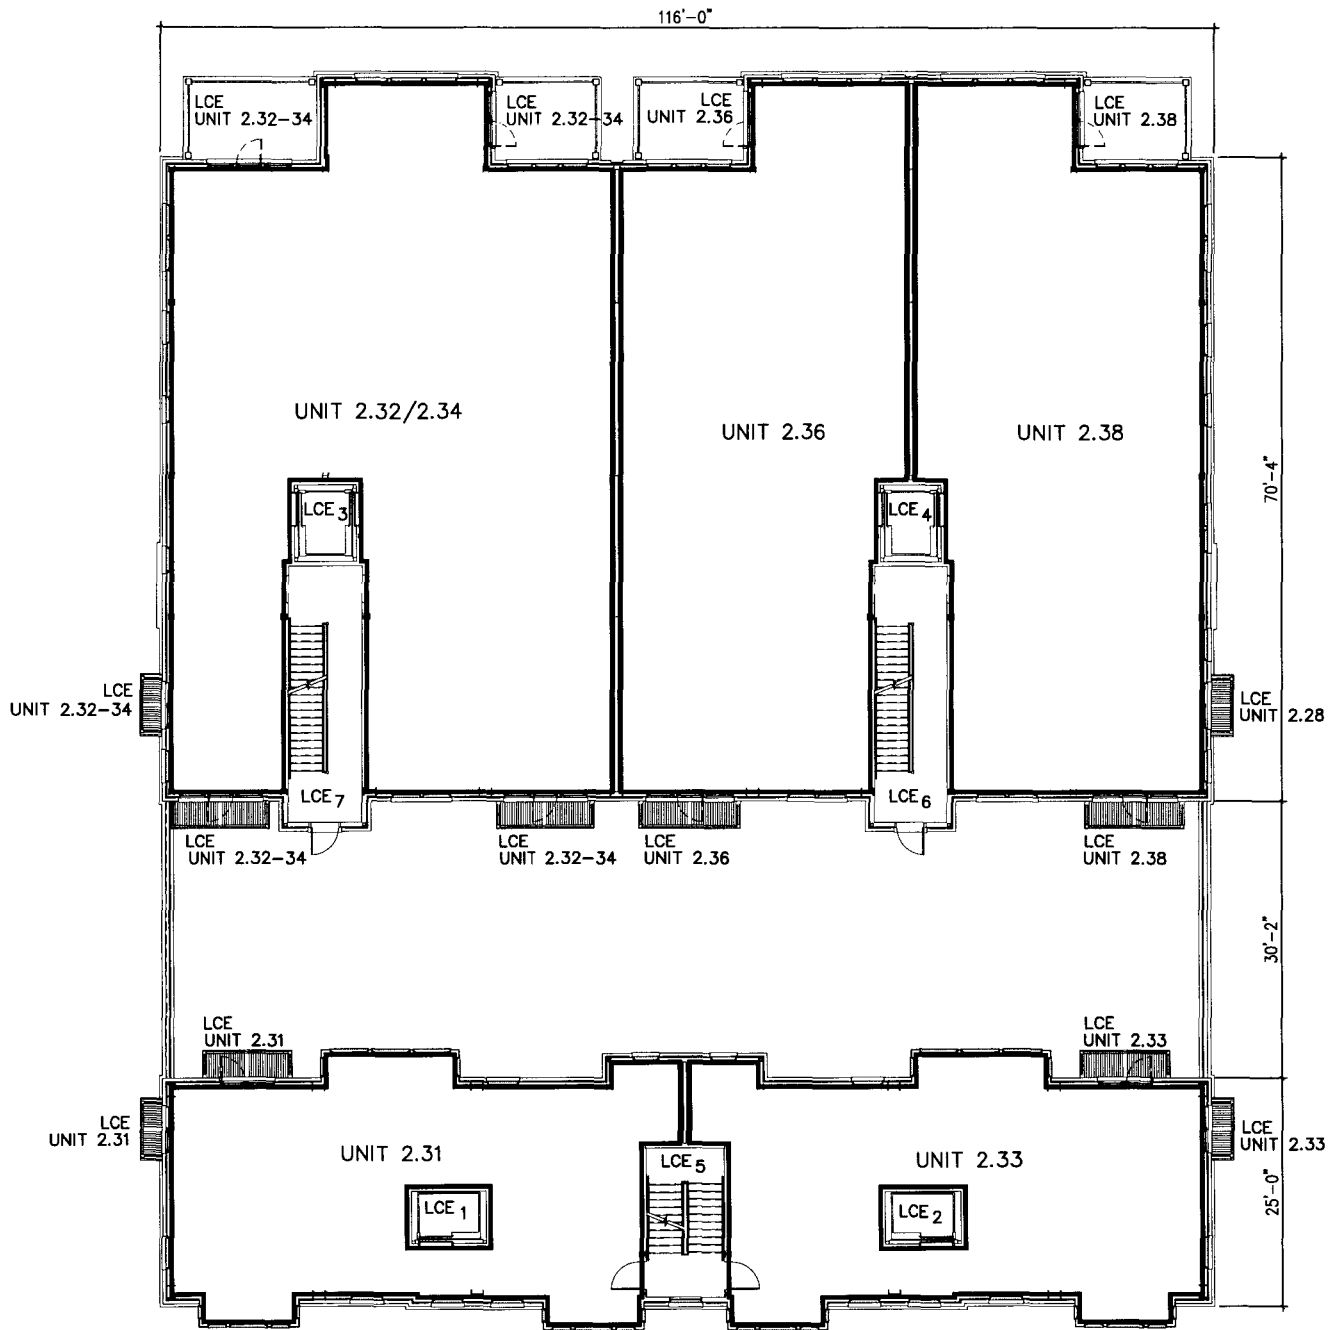 116'-0"
LCE
UNIT 2.32-34
LCE
UNIT 2.32-34
LCE
UNIT 2.36
LCE
UNIT 2.38
UNIT 2.32/2.34
UNIT 2.36
UNIT 2.38
70'-4"
LCE 3
LCE 4
LCE
UNIT 2.32-34
LCE
UNIT 2.28
LCE 7
LCE 6
LCE
UNIT 2.32-34
LCE
UNIT 2.32-34
LCE
UNIT 2.36
LCE
UNIT 2.38
30'-2"
LCE
UNIT 2.31
LCE
UNIT 2.33
LCE
UNIT 2.31
LCE
UNIT 2.33
UNIT 2.31
LCE 5
UNIT 2.33
25'-0"
LCE 1
LCE 2